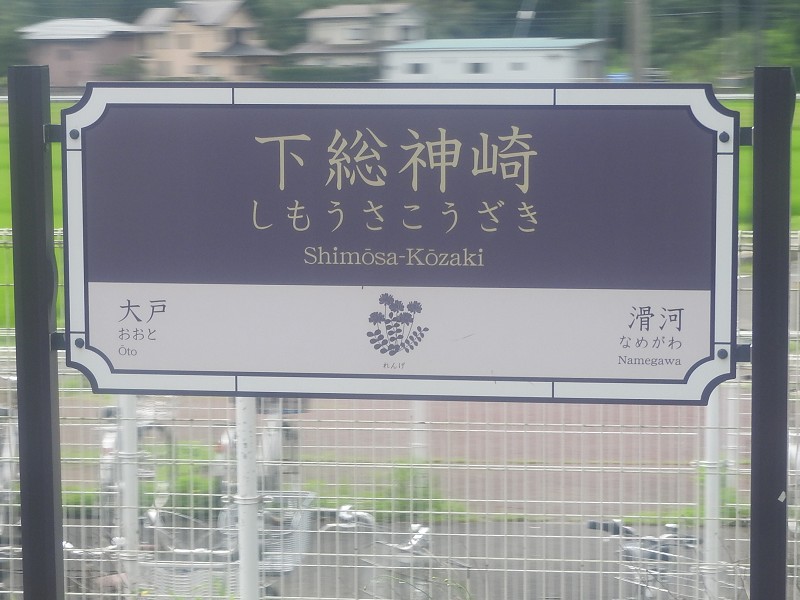 下総神崎
しもうさこうざき
Shimōsa-Kōzaki
大戸
おおと
Ōto
れんげ
滑河
なめがわ
Namegawa